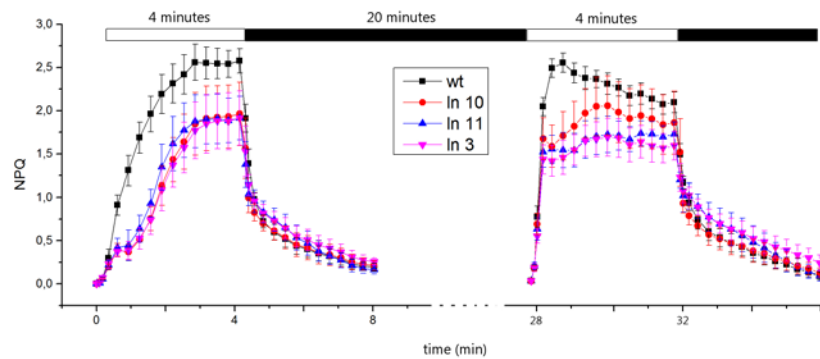 4 minutes 20 minutes 4 minutes
3,0
2,5
2,0
1,5
1,0
0,5
0,0
NPQ
wt
ln 10
ln 11
ln 3
0 4 8 28 32
time (min)